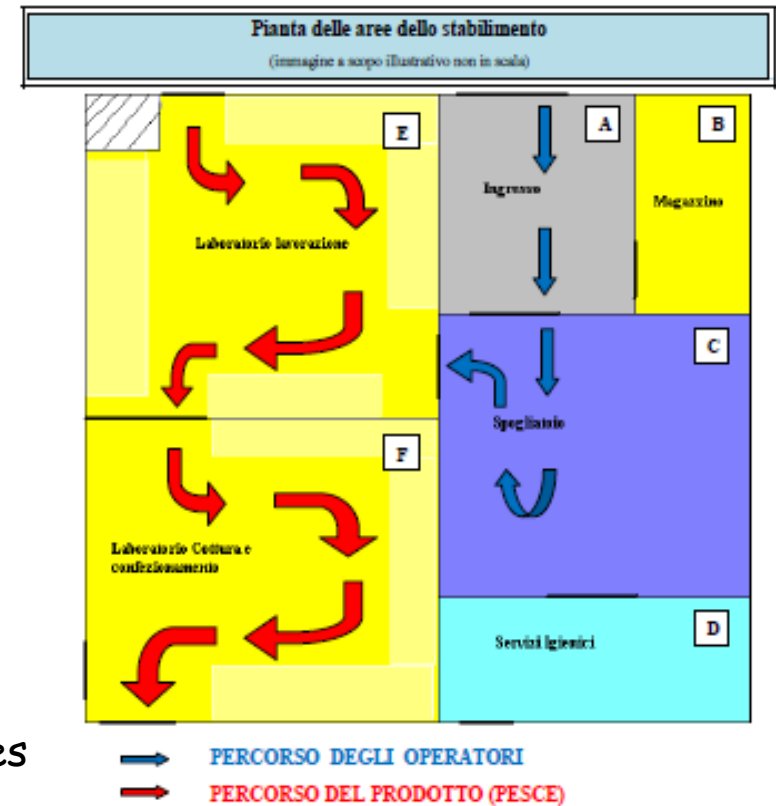 Pianta delle aree dello stabilimento
(immagine a scopo illustrativo non in scala)
E
A
B
Ingresso
Magazzino
Laboratorio lavorazione
C
Spogliatoio
F
Laboratorio Cottura e
confezionamento
D
Servizi Igienici
es
PERCORSO DEGLI OPERATORI
PERCORSO DEL PRODOTTO (PESCE)